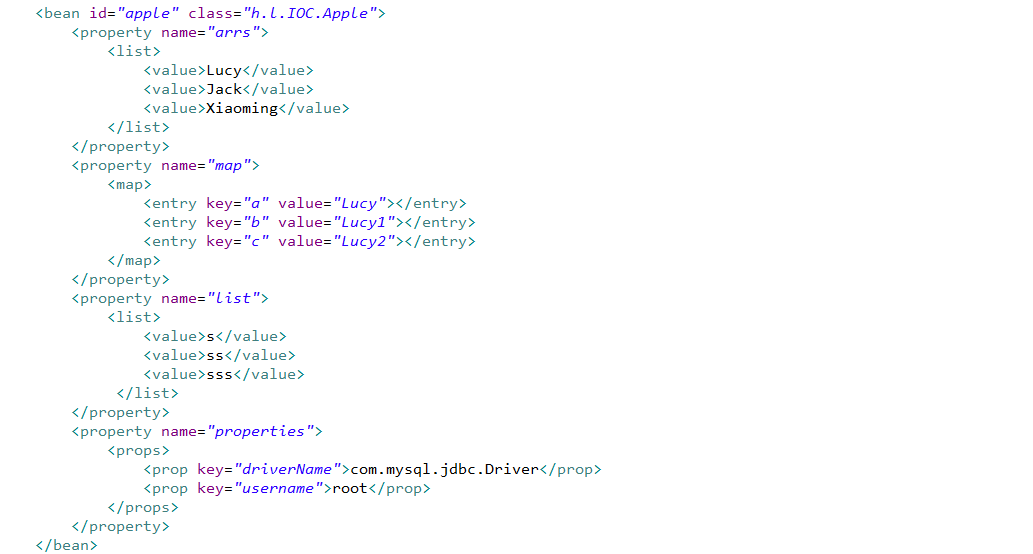 <bean id="apple" class="h.l.IOC.Apple">
    <property name="arrs">
        <list>
            <value>Lucy</value>
            <value>Jack</value>
            <value>Xiaoming</value>
        </list>
    </property>
    <property name="map">
        <map>
            <entry key="a" value="Lucy"></entry>
            <entry key="b" value="Lucy1"></entry>
            <entry key="c" value="Lucy2"></entry>
        </map>
    </property>
    <property name="list">
        <list>
            <value>s</value>
            <value>ss</value>
            <value>sss</value>
         </list>
    </property>
    <property name="properties">
        <props>
            <prop key="driverName">com.mysql.jdbc.Driver</prop>
            <prop key="username">root</prop>
        </props>
    </property>
</bean>